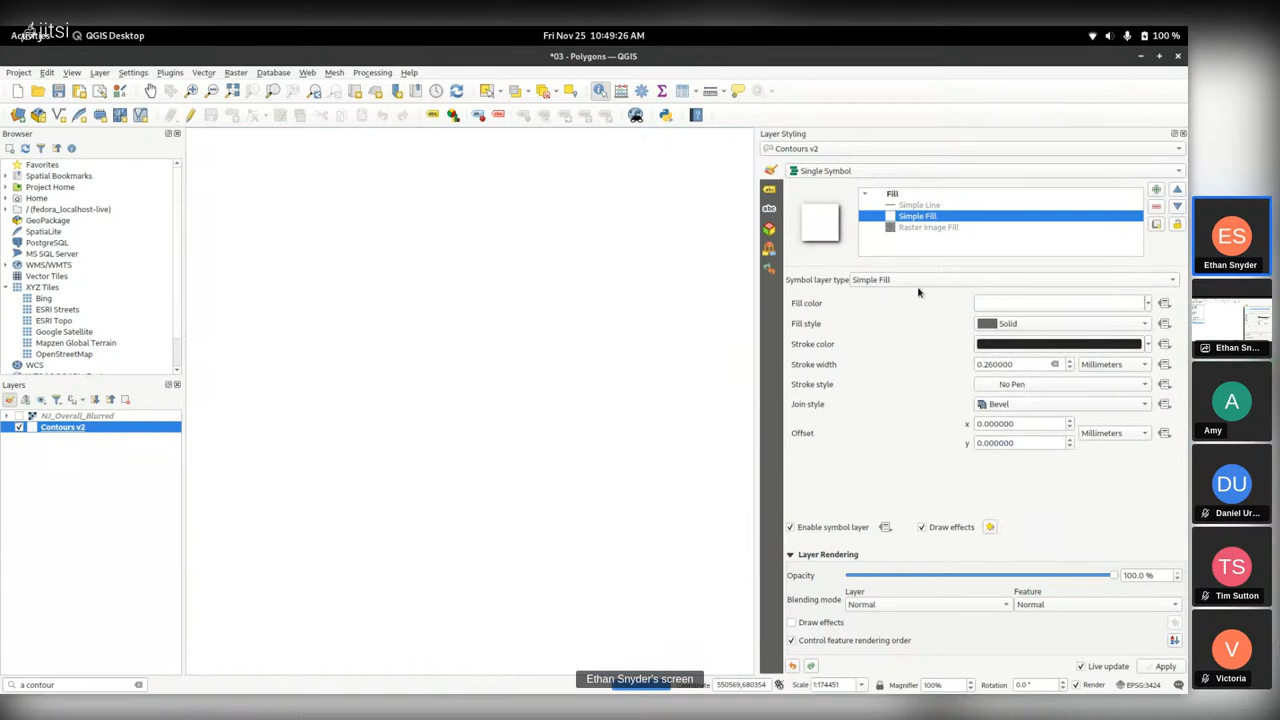 jitsi
Activities QGIS Desktop Fri Nov 25 10:49:26 AM 100 %
*03 - Polygons — QGIS
Project Edit View Layer Settings Plugins Vector Raster Database Web Mesh Processing Help
Browser
Favorites
Spatial Bookmarks
Project Home
Home
/ (fedora_localhost-live)
GeoPackage
SpatiaLite
PostgreSQL
MS SQL Server
WMS/WMTS
Vector Tiles
XYZ Tiles
Bing
ESRI Streets
ESRI Topo
Google Satellite
Mapzen Global Terrain
OpenStreetMap
WCS
Layers
NJ_Overall_Blurred
Contours v2
a contour
Layer Styling
Contours v2
Single Symbol
Fill
Simple Line
Simple Fill
Raster Image Fill
Symbol layer type Simple Fill
Fill color
Fill style Solid
Stroke color
Stroke width 0.260000 Millimeters
Stroke style No Pen
Join style Bevel
Offset x 0.000000 Millimeters
y 0.000000
Enable symbol layer Draw effects
Layer Rendering
Opacity 100.0 %
Layer Feature
Blending mode Normal Normal
Draw effects
Control feature rendering order
Live update Apply
Ethan Snyder's screen
550569,680354 Scale 1:174451 Magnifier 100% Rotation 0.0 ° Render EPSG:3424
ES
Ethan Snyder
Ethan Sn...
A
Amy
DU
Daniel Ur...
TS
Tim Sutton
V
Victoria